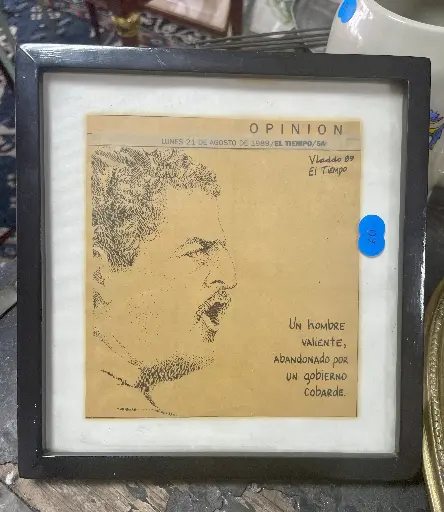 OPINION
LUNES 21 DE AGOSTO DE 1989/EL TIEMPO/5A
Vladdo 89
El Tiempo
Un hombre
valiente,
abandonado por
un gobierno
cobarde.